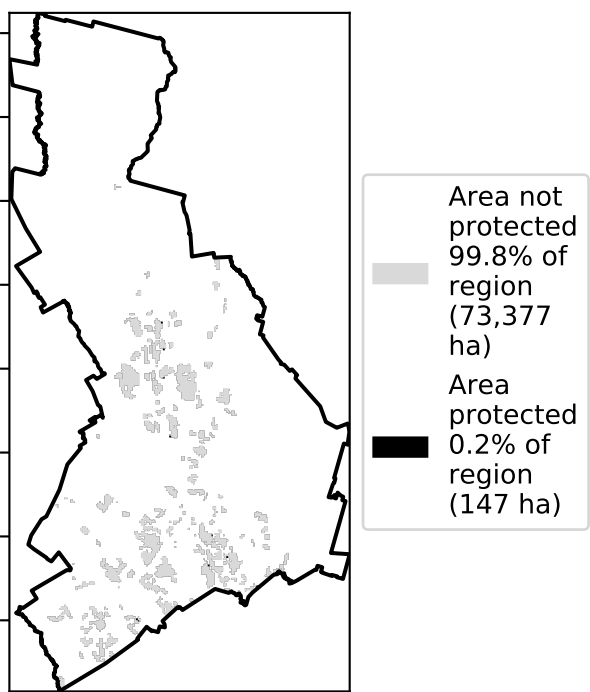 Area not
protected
99.8% of
region
(73,377
ha)
Area
protected
0.2% of
region
(147 ha)